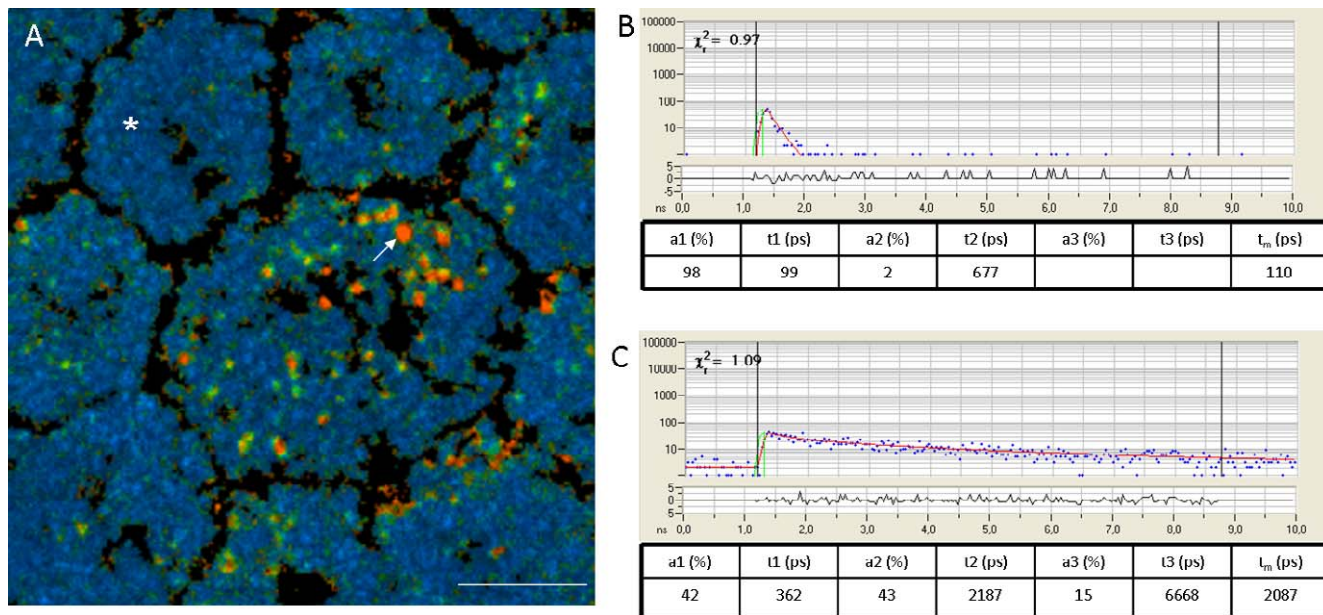 A
*
B
100000
10000
1000
100
10
χ²r = 0.97
5
0
-5
ns 0,0 1,0 2,0 3,0 4,0 5,0 6,0 7,0 8,0 9,0 10,0
a1 (%) t1 (ps) a2 (%) t2 (ps) a3 (%) t3 (ps) tm (ps)
98 99 2 677 110
C
100000
10000
1000
100
10
χ²r = 1.09
5
0
5
ns 0,0 1,0 2,0 3,0 4,0 5,0 6,0 7,0 8,0 9,0 10,0
a1 (%) t1 (ps) a2 (%) t2 (ps) a3 (%) t3 (ps) tm (ps)
42 362 43 2187 15 6668 2087